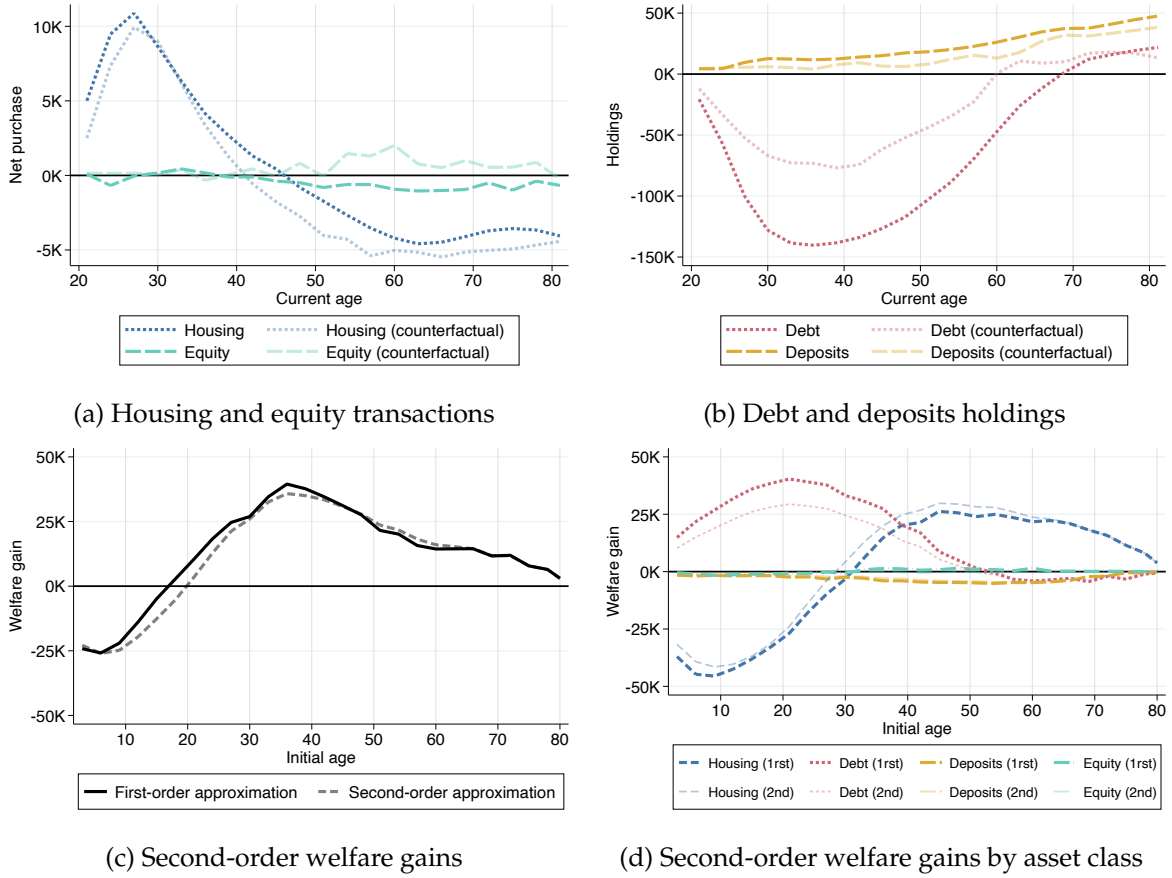 10K
5K
0K
-5K
Net purchase
20 30 40 50 60 70 80
Current age
Housing Housing (counterfactual)
Equity Equity (counterfactual)
(a) Housing and equity transactions
50K
0K
-50K
-100K
-150K
Holdings
20 30 40 50 60 70 80
Current age
Debt Debt (counterfactual)
Deposits Deposits (counterfactual)
(b) Debt and deposits holdings
50K
25K
0K
-25K
-50K
Welfare gain
10 20 30 40 50 60 70 80
Initial age
First-order approximation Second-order approximation
(c) Second-order welfare gains
50K
25K
0K
-25K
-50K
Welfare gain
10 20 30 40 50 60 70 80
Initial age
Housing (1rst) Debt (1rst) Deposits (1rst) Equity (1rst)
Housing (2nd) Debt (2nd) Deposits (2nd) Equity (2nd)
(d) Second-order welfare gains by asset class